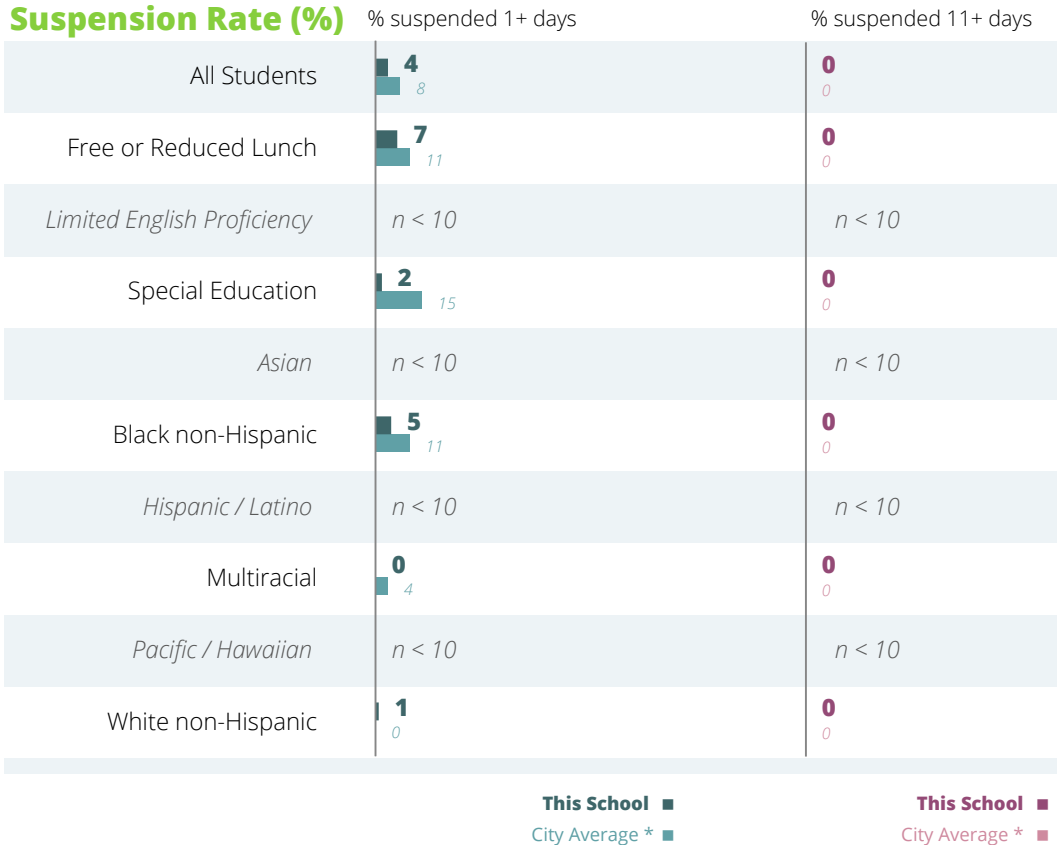 Suspension Rate (%) % suspended 1+ days % suspended 11+ days
All Students 4 0
8 0
Free or Reduced Lunch 7 0
11 0
Limited English Proficiency n < 10 n < 10
Special Education 2 0
15 0
Asian n < 10 n < 10
Black non-Hispanic 5 0
11 0
Hispanic / Latino n < 10 n < 10
Multiracial 0 0
4 0
Pacific / Hawaiian n < 10 n < 10
White non-Hispanic 1 0
0 0
This School This School
City Average * City Average *